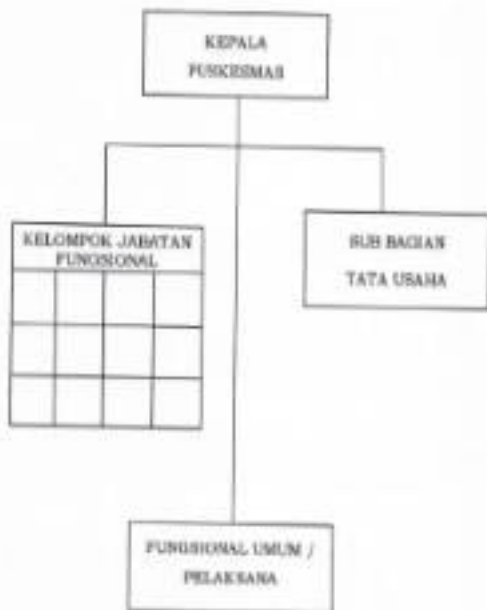 KEPALA
PUSKESMAS
KELOMPOK JABATAN
FUNGSIONAL
SUB BAGIAN
TATA USAHA
FUNGSIONAL UMUM /
PELAKSANA